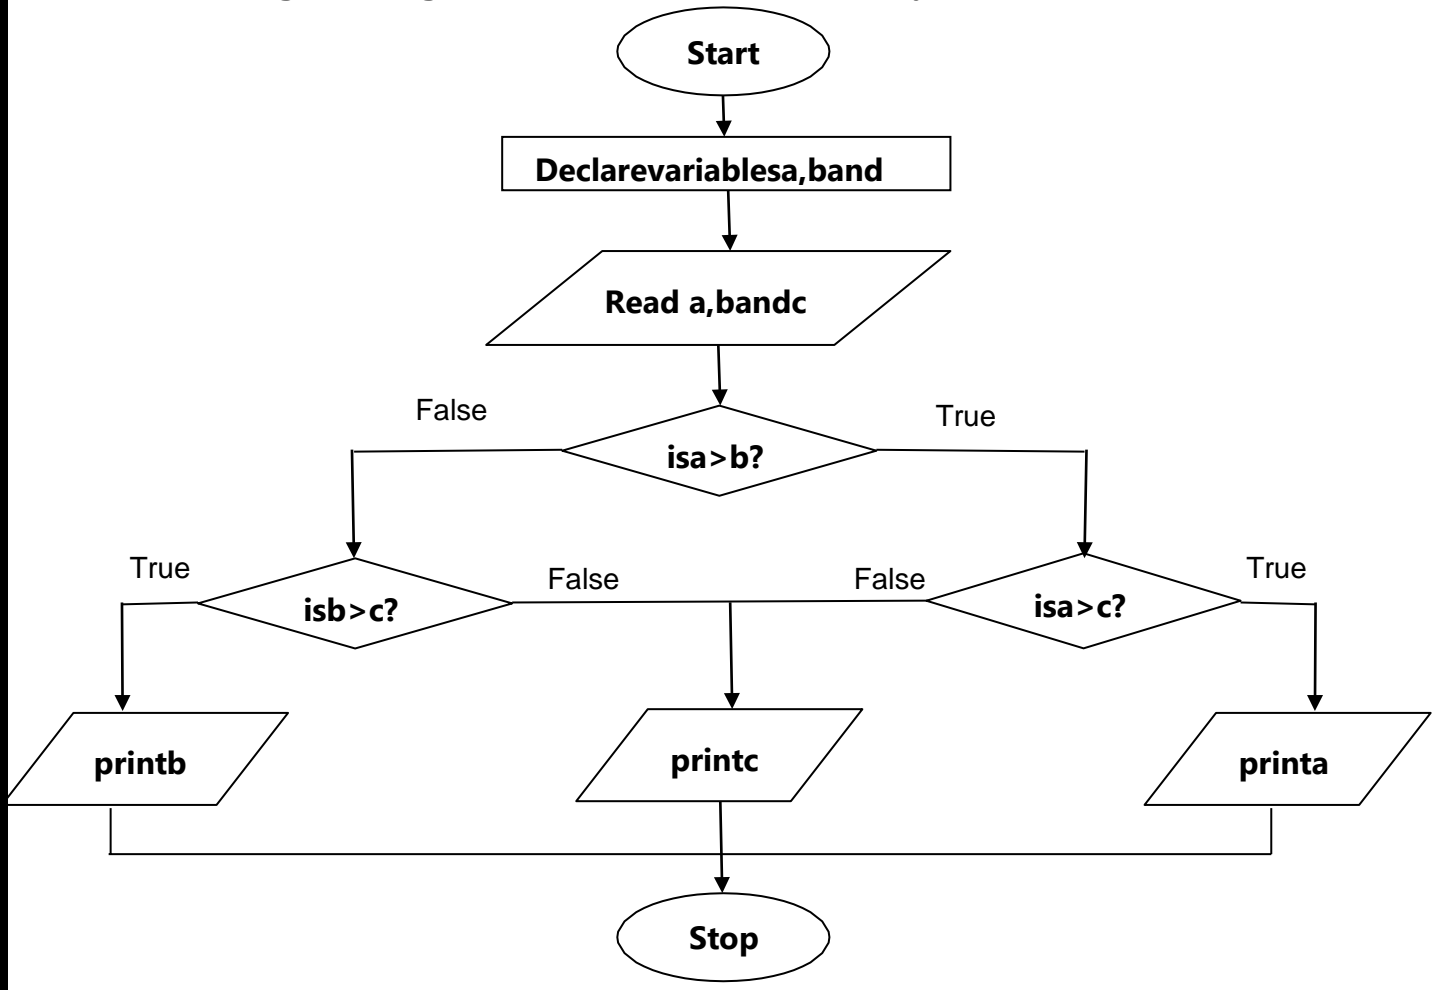 Start
Declarevariablesa,band
Read a,bandc
False
True
isa>b?
True
False
False
True
isb>c?
isa>c?
printb
printc
printa
Stop